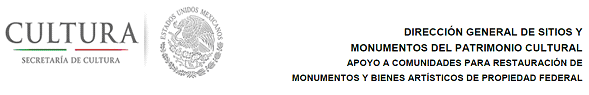 CULTURA
SECRETARÍA DE CULTURA
ESTADOS UNIDOS MEXICANOS
DIRECCIÓN GENERAL DE SITIOS Y
MONUMENTOS DEL PATRIMONIO CULTURAL
APOYO A COMUNIDADES PARA RESTAURACIÓN DE
MONUMENTOS Y BIENES ARTÍSTICOS DE PROPIEDAD FEDERAL